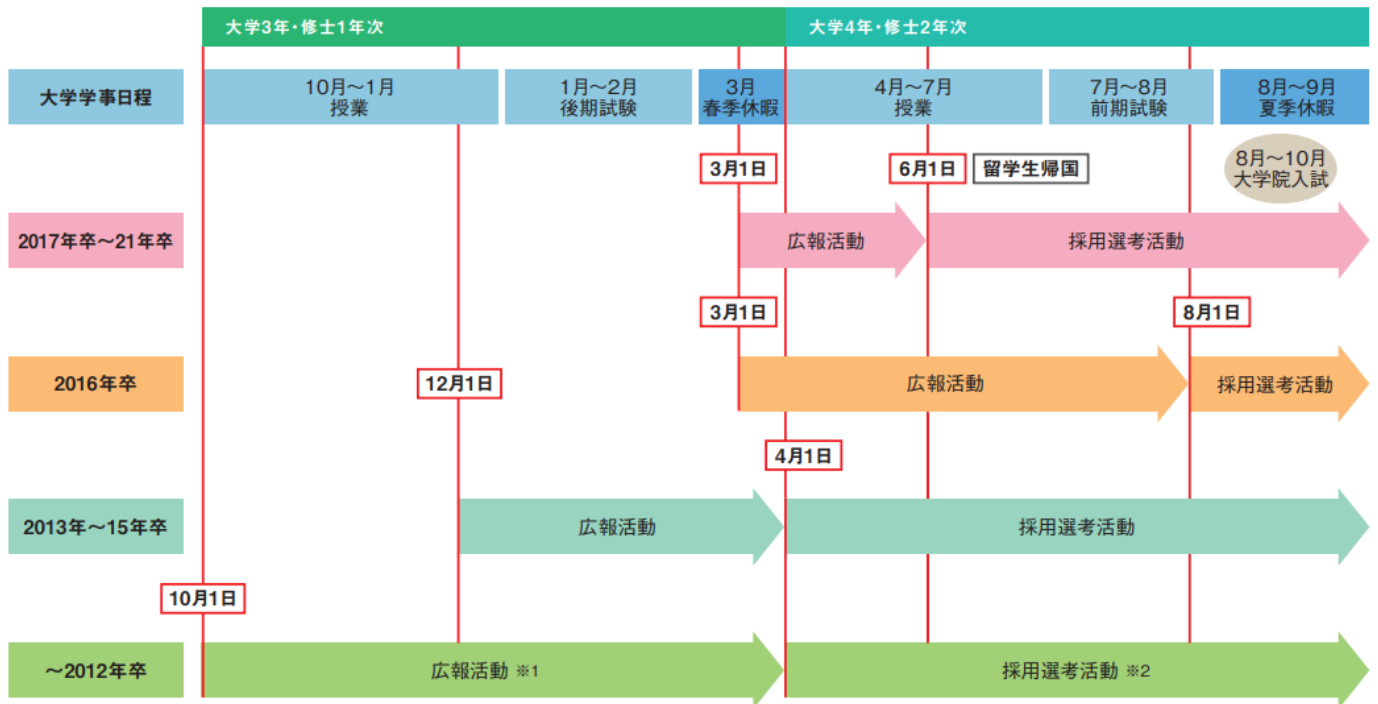 大学3年・修士1年次
大学4年・修士2年次
大学学事日程
10月～1月
授業
1月～2月
後期試験
3月
春季休暇
4月～7月
授業
7月～8月
前期試験
8月～9月
夏季休暇
3月1日
6月1日
留学生帰国
8月～10月
大学院入試
2017年卒～21年卒
広報活動
採用選考活動
3月1日
8月1日
2016年卒
12月1日
広報活動
採用選考活動
4月1日
2013年～15年卒
広報活動
採用選考活動
10月1日
～2012年卒
広報活動 ※1
採用選考活動 ※2